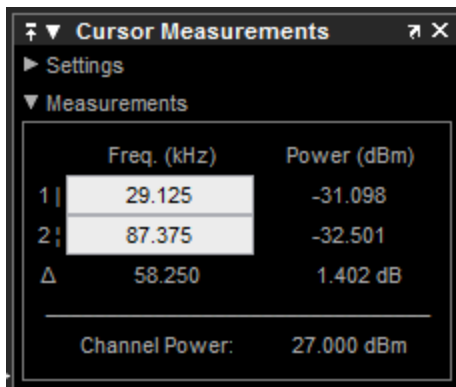 Cursor Measurements
Settings
Measurements
Freq. (kHz) Power (dBm)
1 29.125 -31.098
2 87.375 -32.501
Δ 58.250 1.402 dB
Channel Power: 27.000 dBm